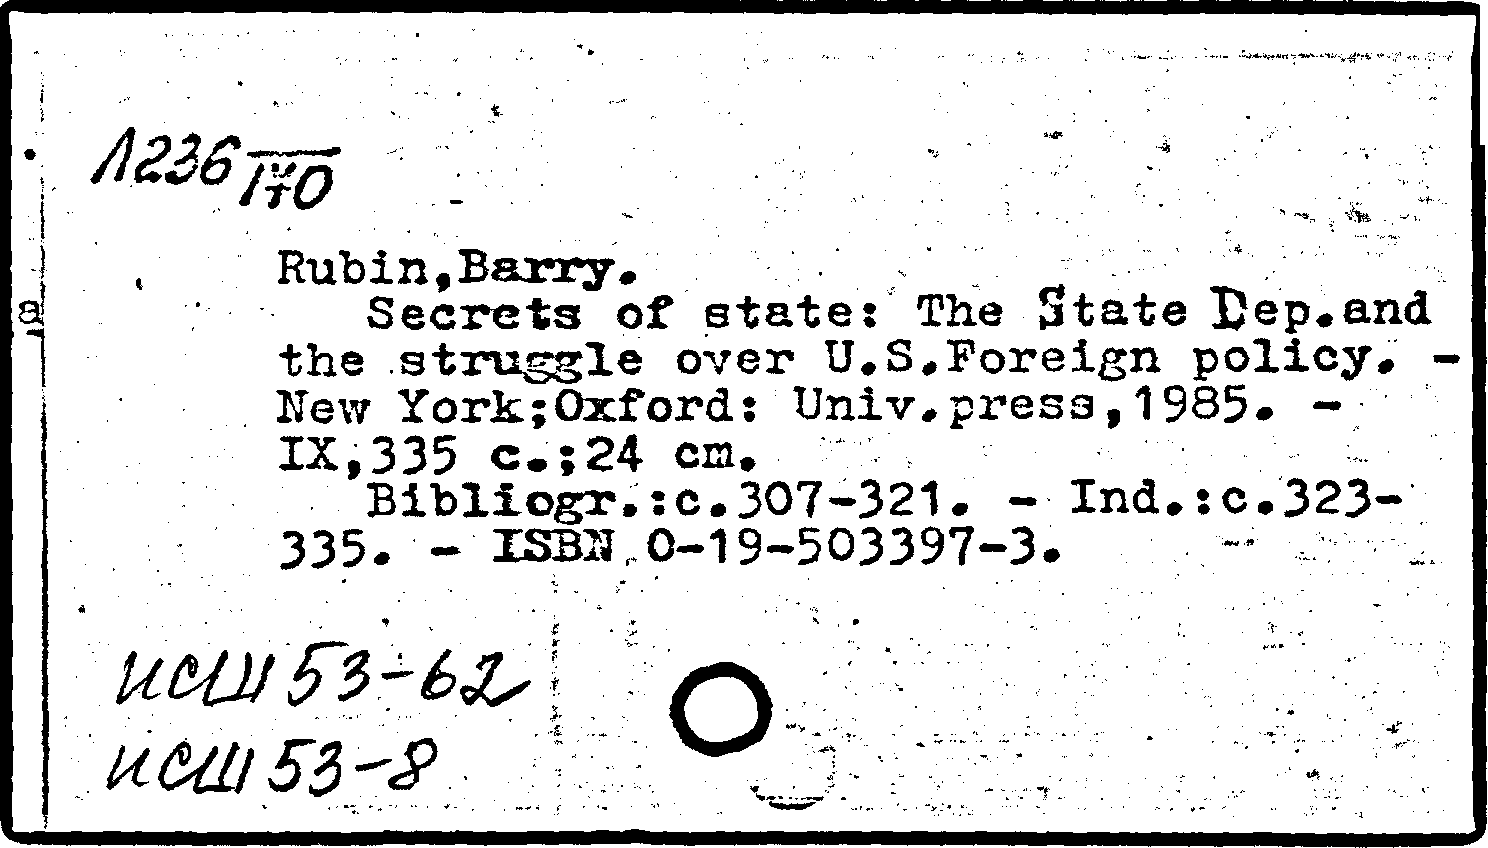 Л236
170
Rubin,Barry.
Secrets of state: The State Dep.and
the struggle over U.S.Foreign policy. –
New York;Oxford: Univ.press,1985. –
IX,335 c.;24 cm.
Bibliogr.:c.307-321. – Ind.:c.323-
335. – ISBN 0-19-503397-3.
а
ИСШ 53-62
ИСШ 53-8